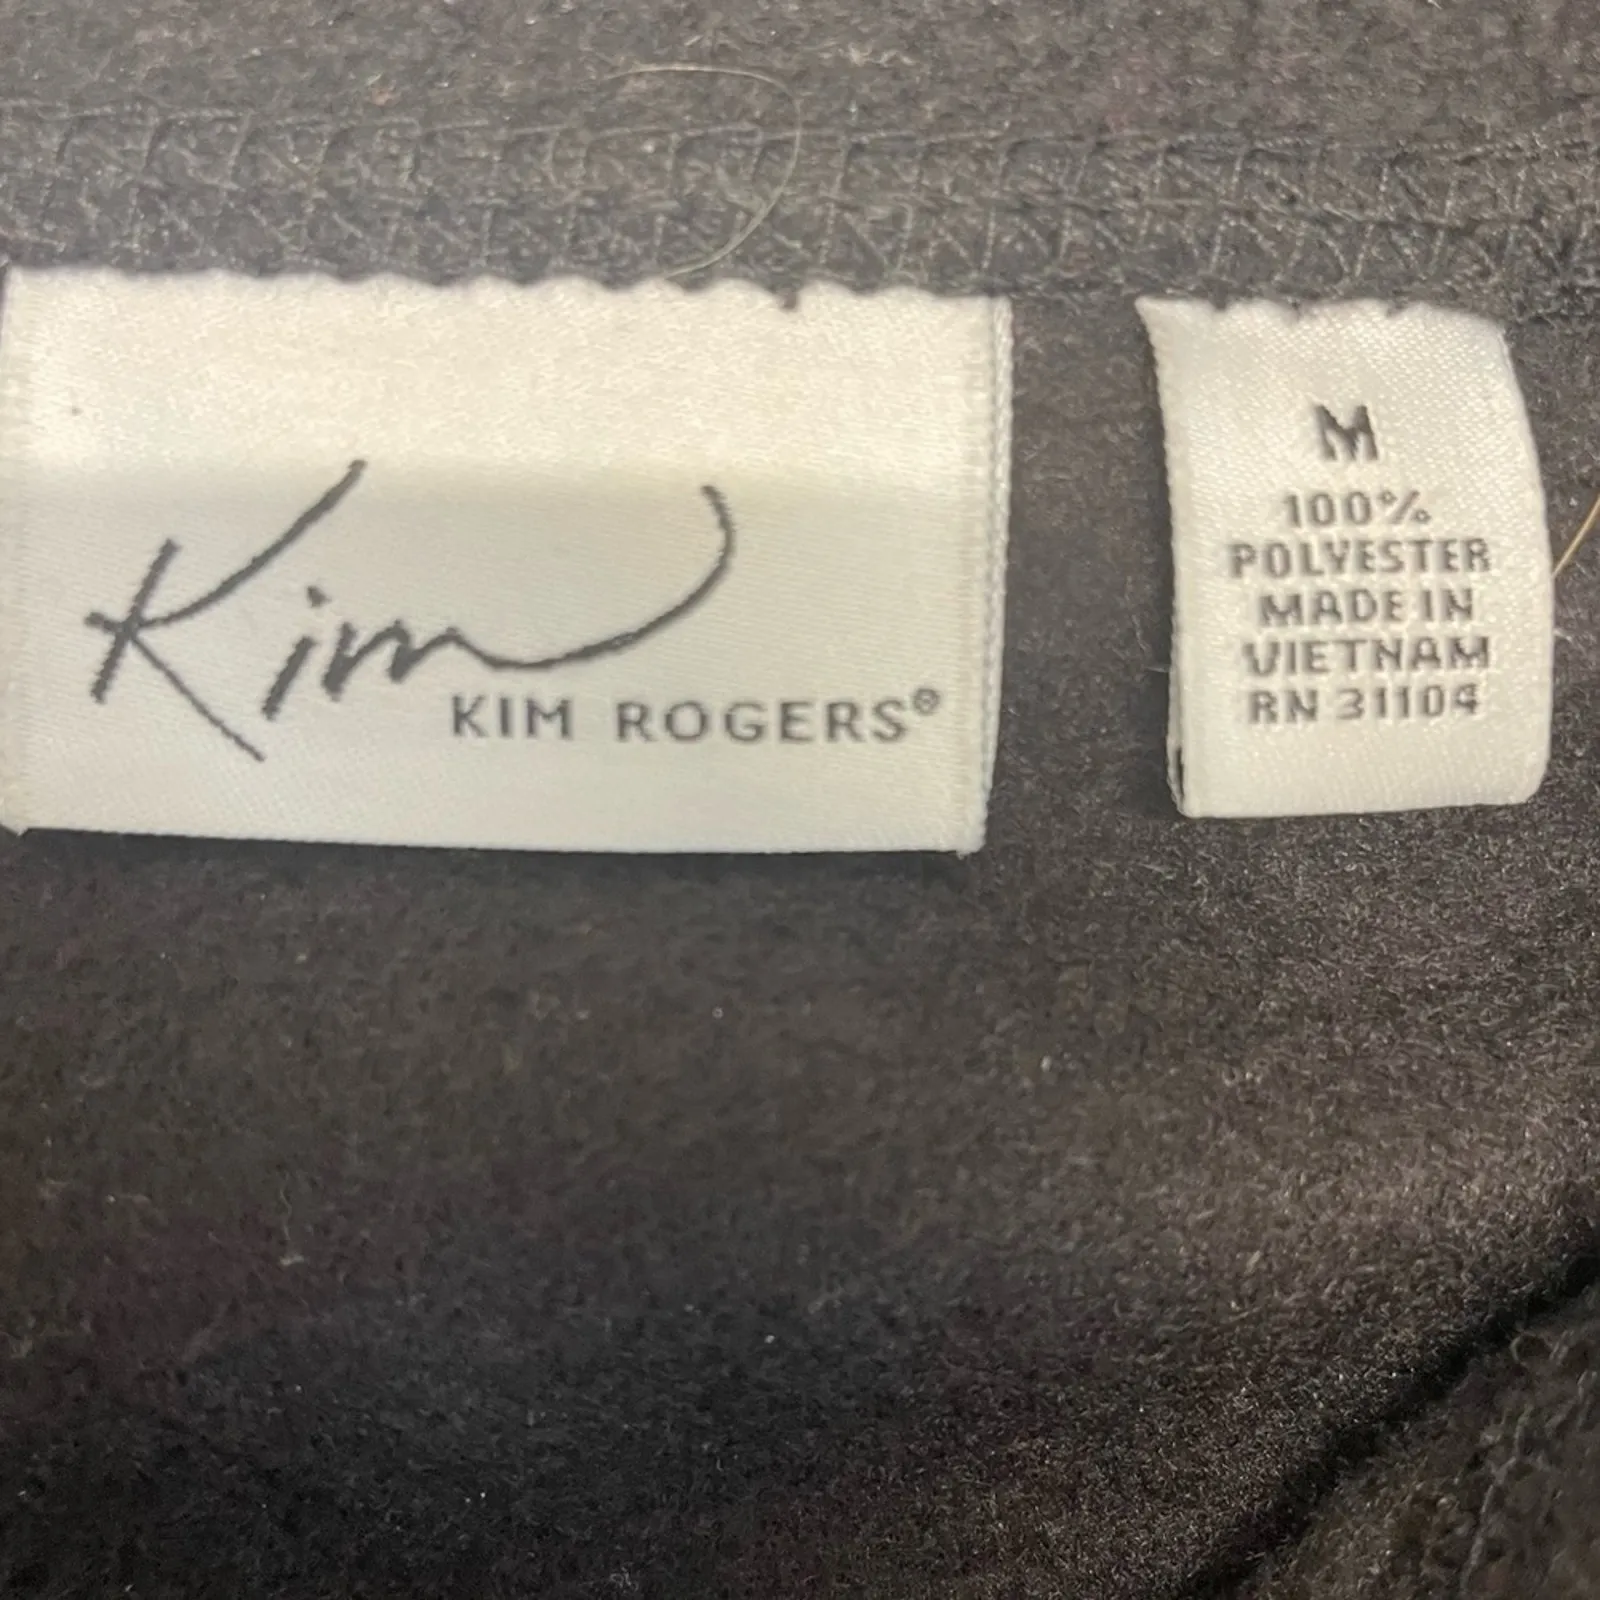 Kim
KIM ROGERS®
M
100%
POLYESTER
MADE IN
VIETNAM
RN 31104